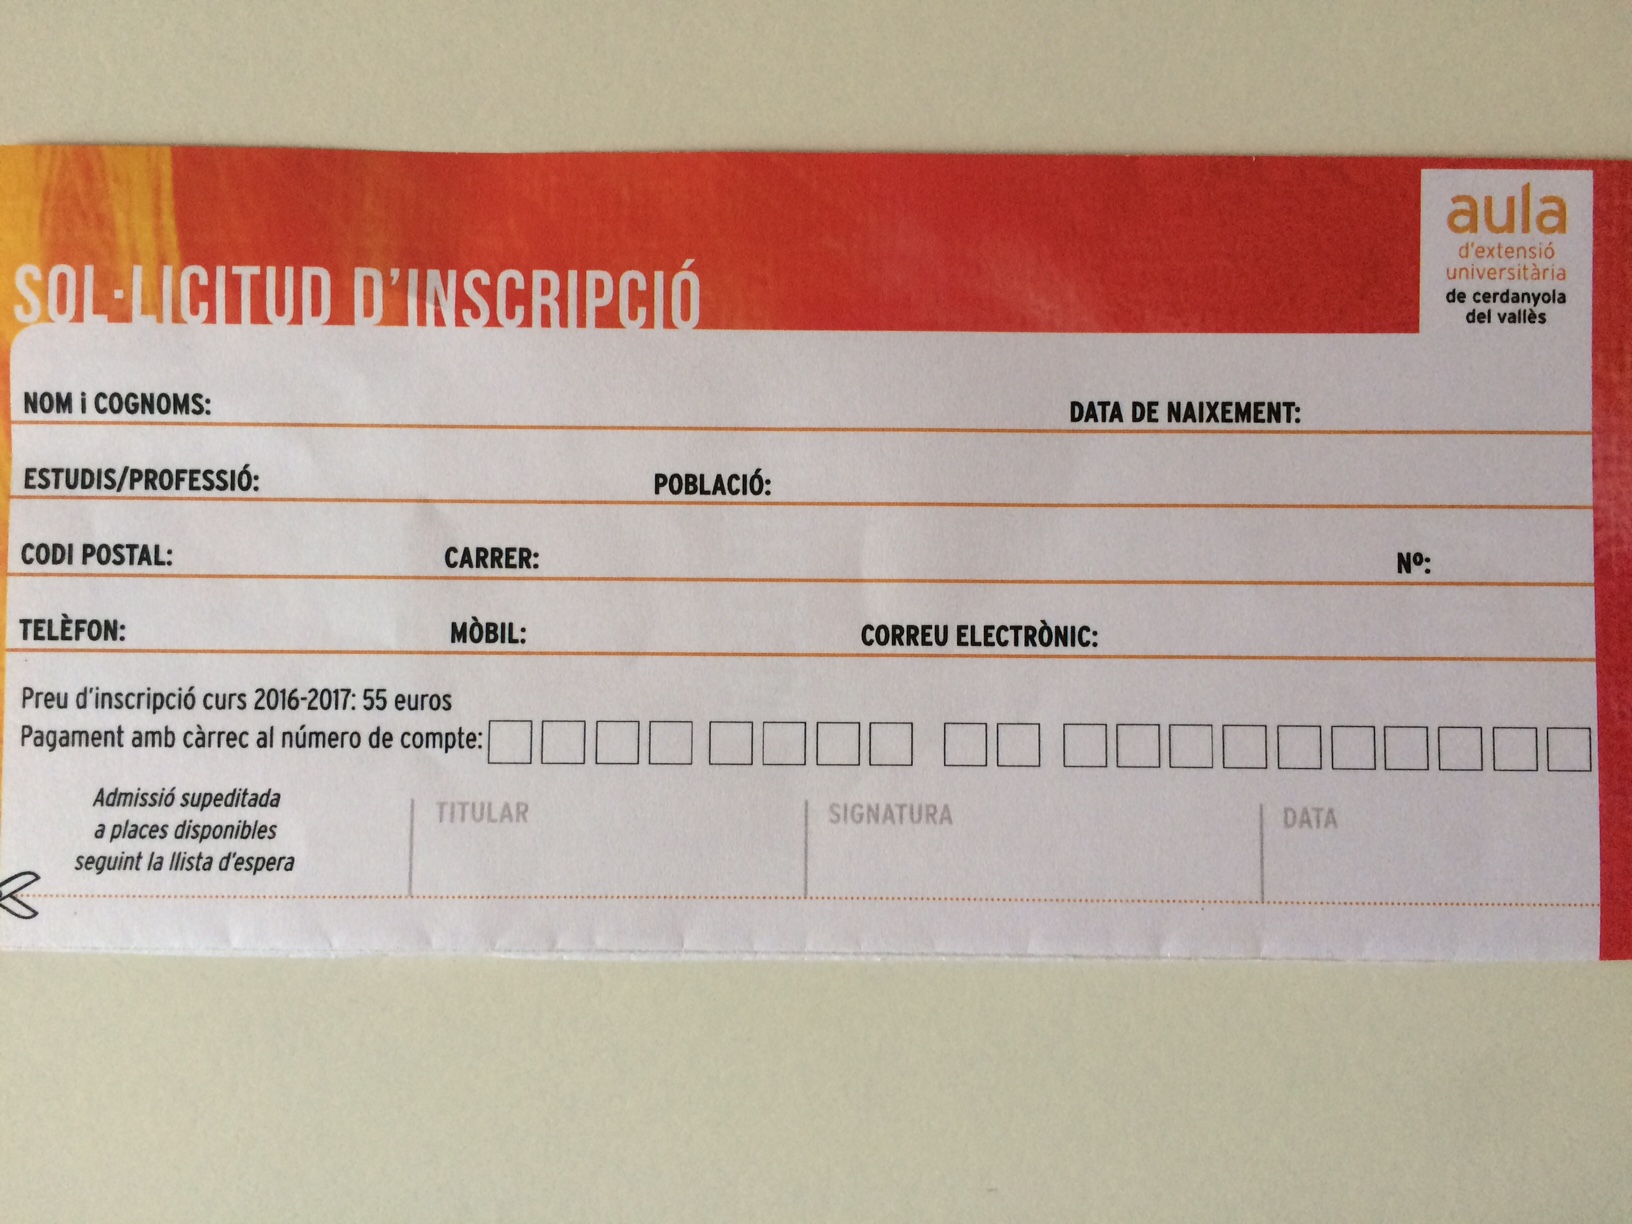 aula
d'extensió
universitària
de cerdanyola
del vallès
SOL·LICITUD D'INSCRIPCIÓ
NOM i COGNOMS: DATA DE NAIXEMENT:
ESTUDIS/PROFESSIÓ: POBLACIÓ:
CODI POSTAL: CARRER: Nº:
TELÈFON: MÒBIL: CORREU ELECTRÒNIC:
Preu d'inscripció curs 2016-2017: 55 euros
Pagament amb càrrec al número de compte:
Admissió supeditada
a places disponibles
seguint la llista d'espera
TITULAR SIGNATURA DATA